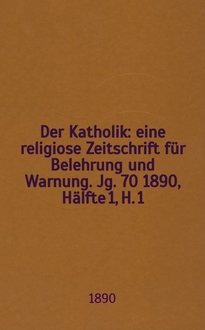 Der Katholik: eine
religiose Zeitschrift für
Belehrung und
Warnung. Jg. 70 1890,
Hälfte 1, H. 1
1890